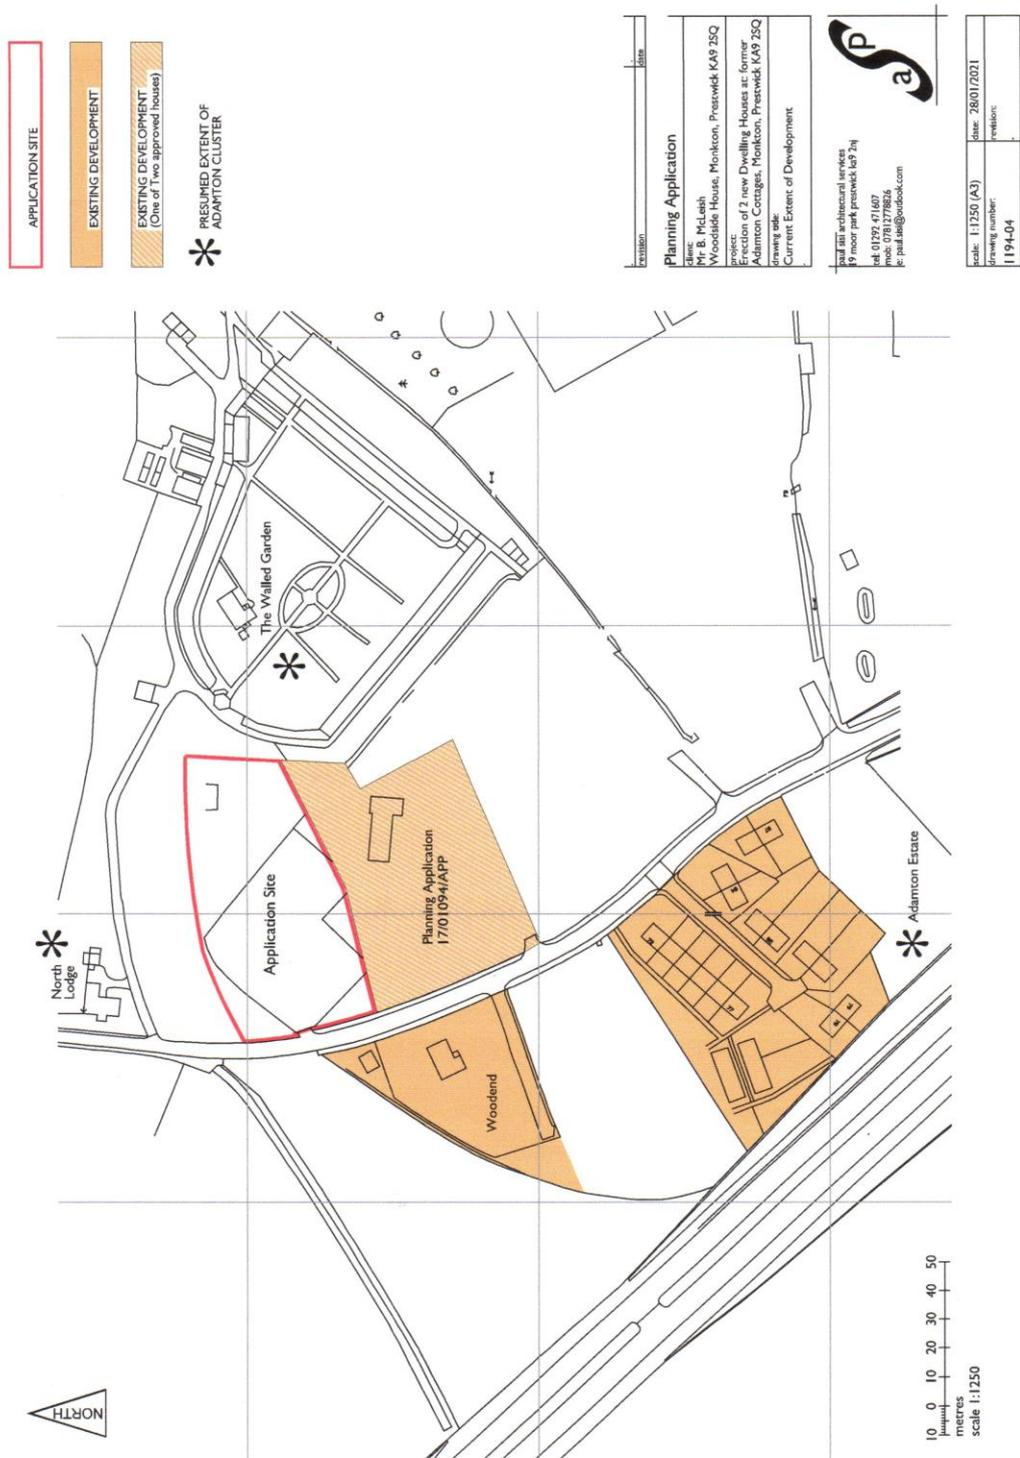 APPLICATION SITE
EXISTING DEVELOPMENT
EXISTING DEVELOPMENT
(One of Two approved houses)
PRESUMED EXTENT OF
ADAMTON CLUSTER
North
Lodge
The Walled Garden
Application Site
Planning Application
17/01094/APP
Woodend
Adamton Estate
NORTH
10 0 10 20 30 40 50
metres
scale 1:1250
revision date
Planning Application
client:
Mr B. McLeish
Woodside House, Monkton, Prestwick KA9 2SQ
project:
Erection of 2 new Dwelling Houses at: former
Adamton Cottages, Monkton, Prestwick KA9 2SQ
drawing title:
Current Extent of Development
aSP
paul sisi architectural services
19 moor park prestwick ka9 2nj
tel: 01292 471607
mob: 07812778826
e: paul.sisi@outlook.com
scale: 1:1250 (A3) date: 28/01/2021
drawing number: revision:
1194-04